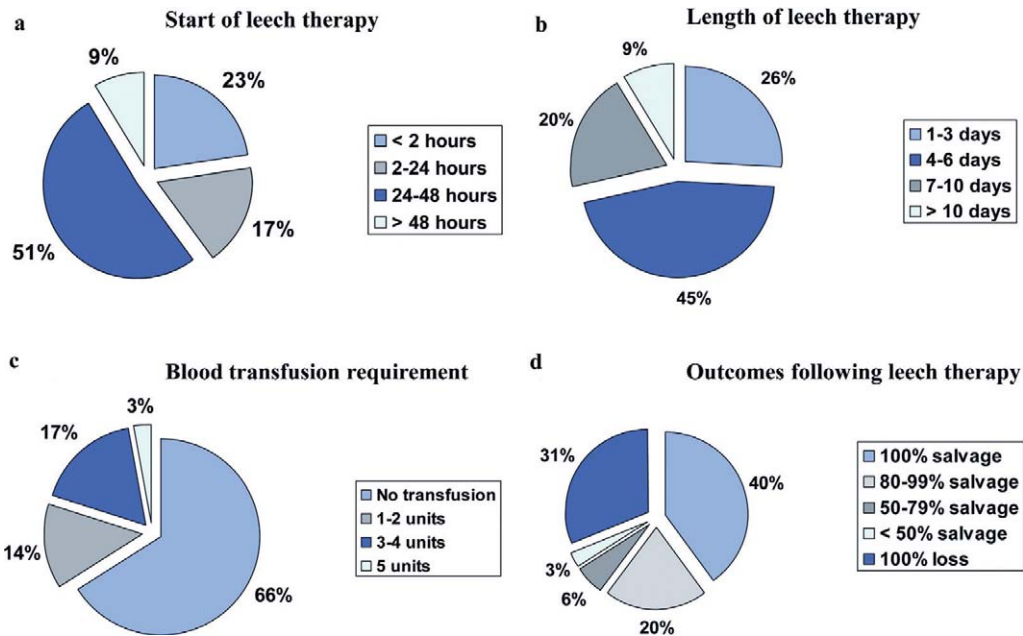 a
Start of leech therapy
9%
23%
17%
51%
< 2 hours
2-24 hours
24-48 hours
> 48 hours
b
Length of leech therapy
9%
26%
20%
45%
1-3 days
4-6 days
7-10 days
> 10 days
c
Blood transfusion requirement
3%
17%
14%
66%
No transfusion
1-2 units
3-4 units
5 units
d
Outcomes following leech therapy
31%
40%
3%
6%
20%
100% salvage
80-99% salvage
50-79% salvage
< 50% salvage
100% loss